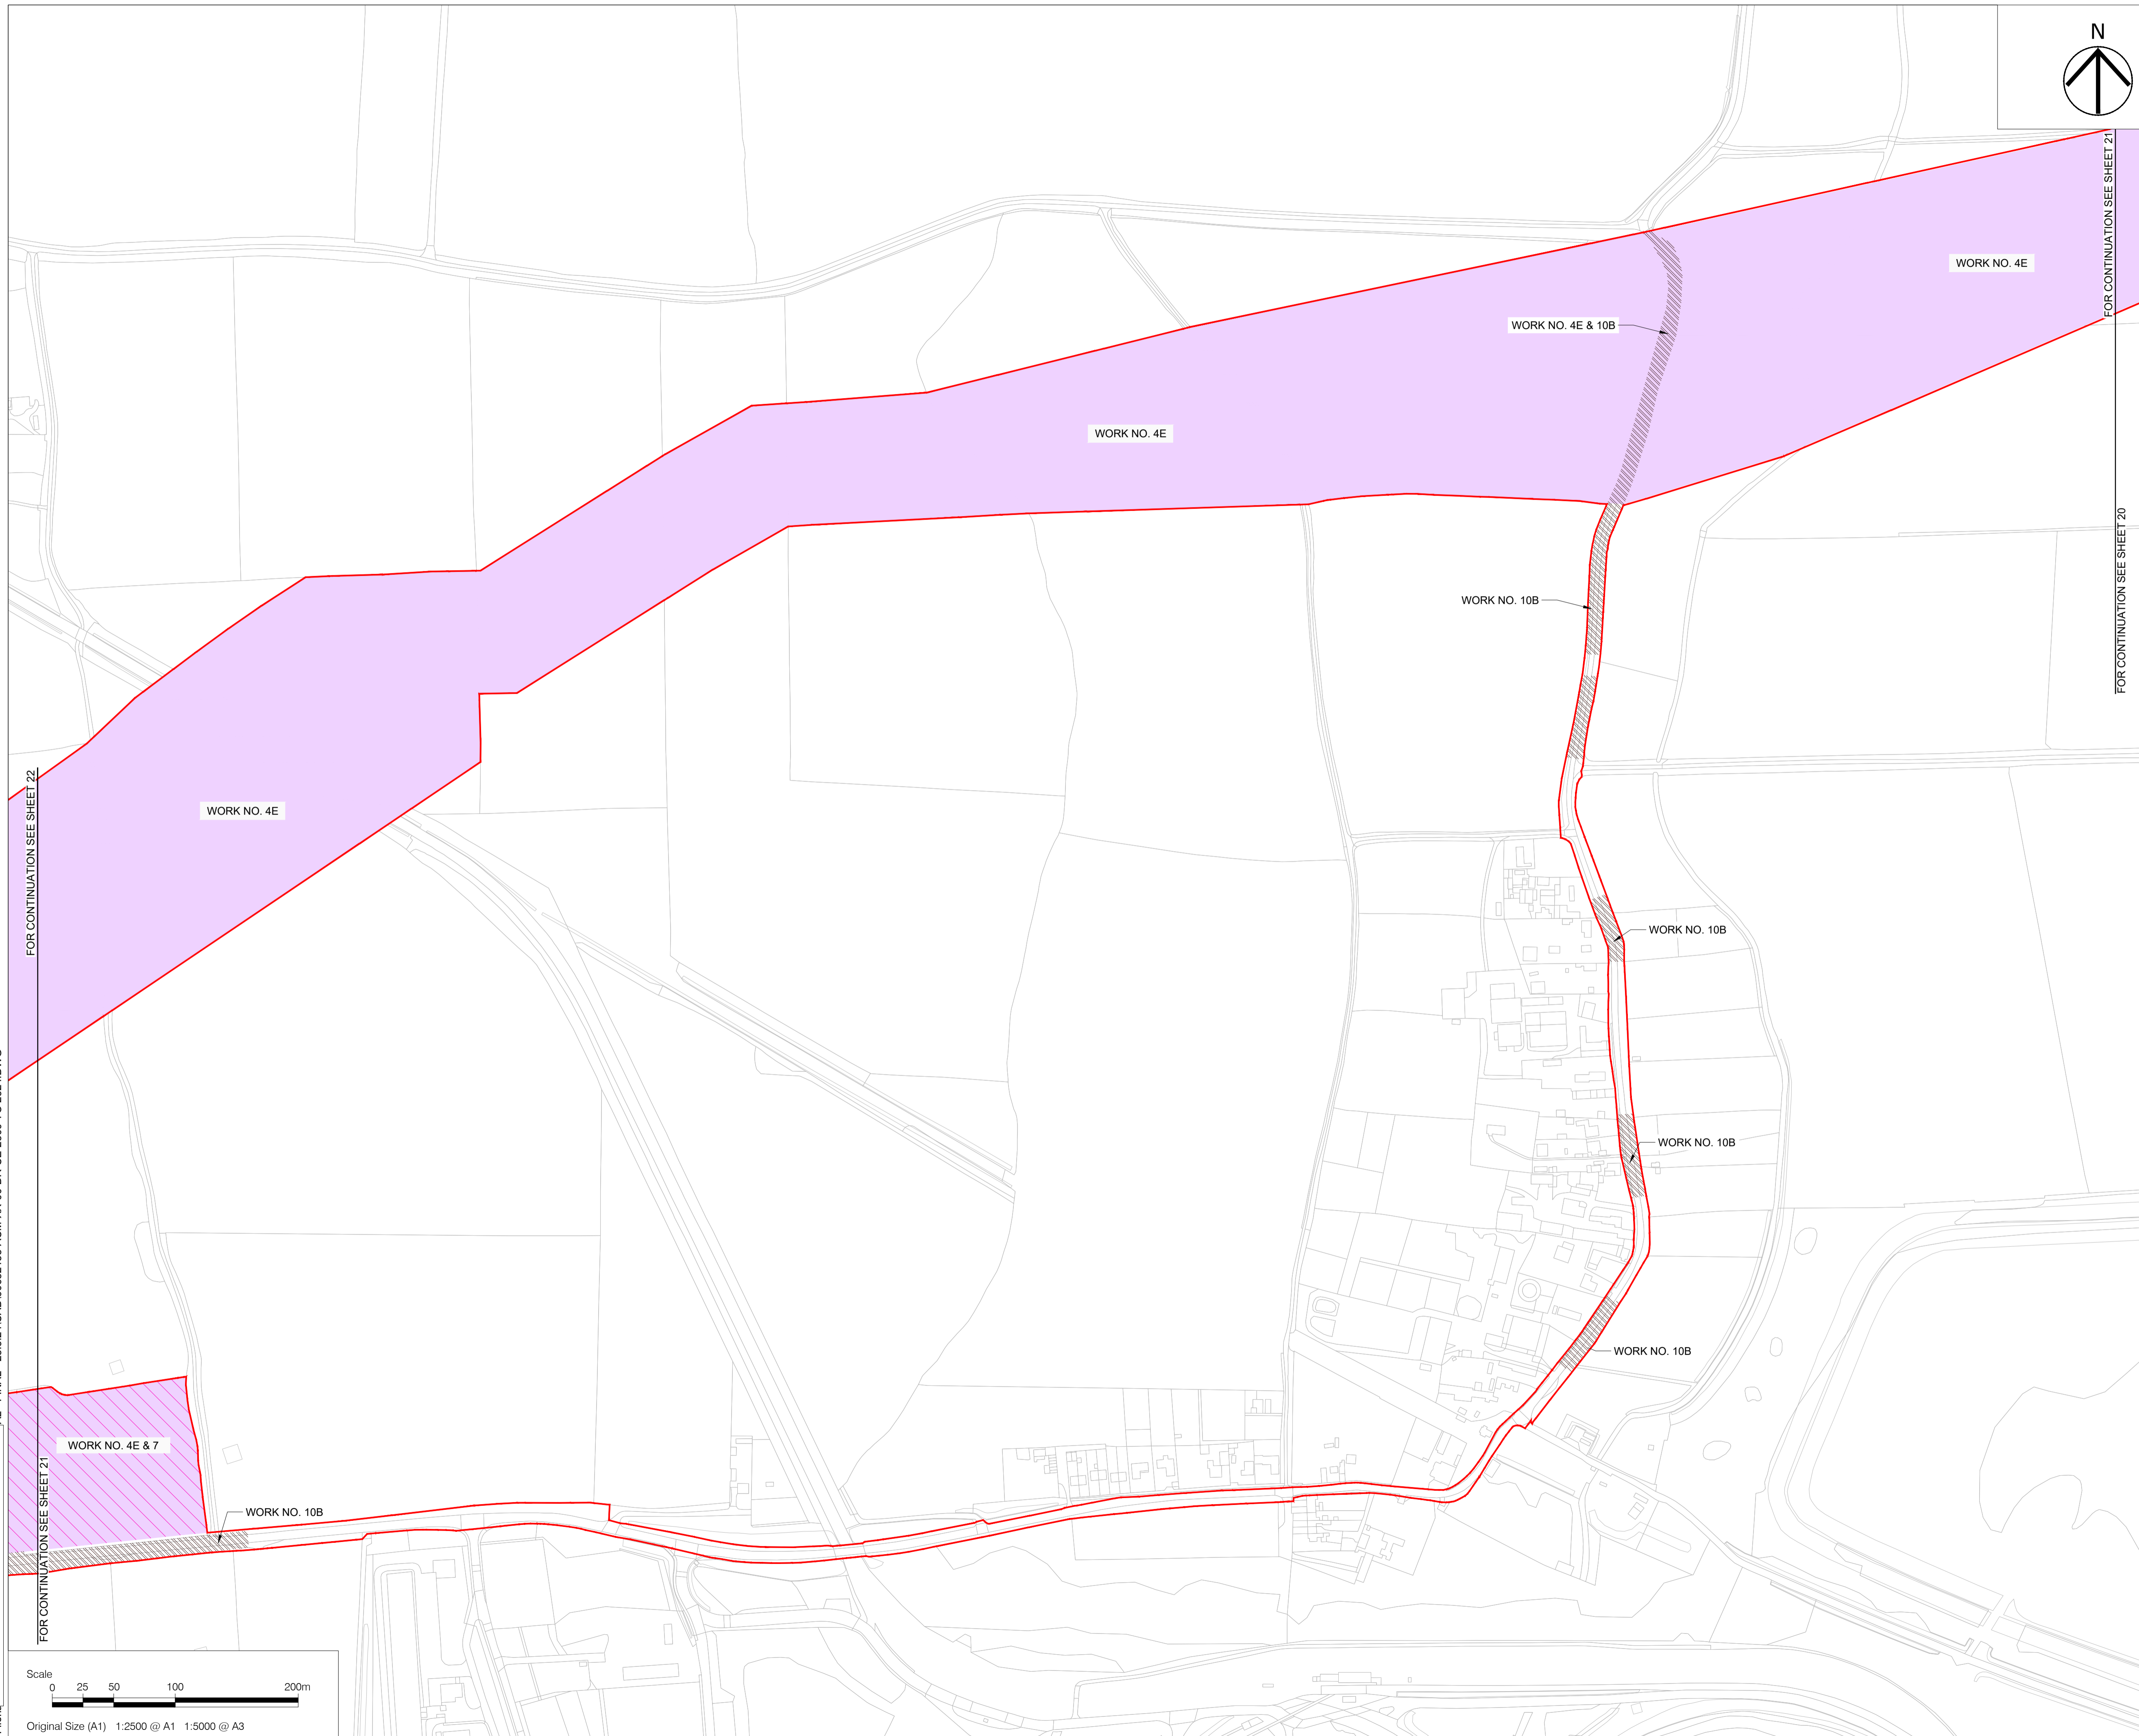 N
FOR CONTINUATION SEE SHEET 21
WORK NO. 4E
WORK NO. 4E & 10B
WORK NO. 4E
FOR CONTINUATION SEE SHEET 20
WORK NO. 10B
FOR CONTINUATION SEE SHEET 22
WORK NO. 4E
WORK NO. 10B
WORK NO. 10B
WORK NO. 10B
WORK NO. 4E & 7
FOR CONTINUATION SEE SHEET 21
WORK NO. 10B
Scale
0 25 50 100 200m
Original Size (A1) 1:2500 @ A1 1:5000 @ A3